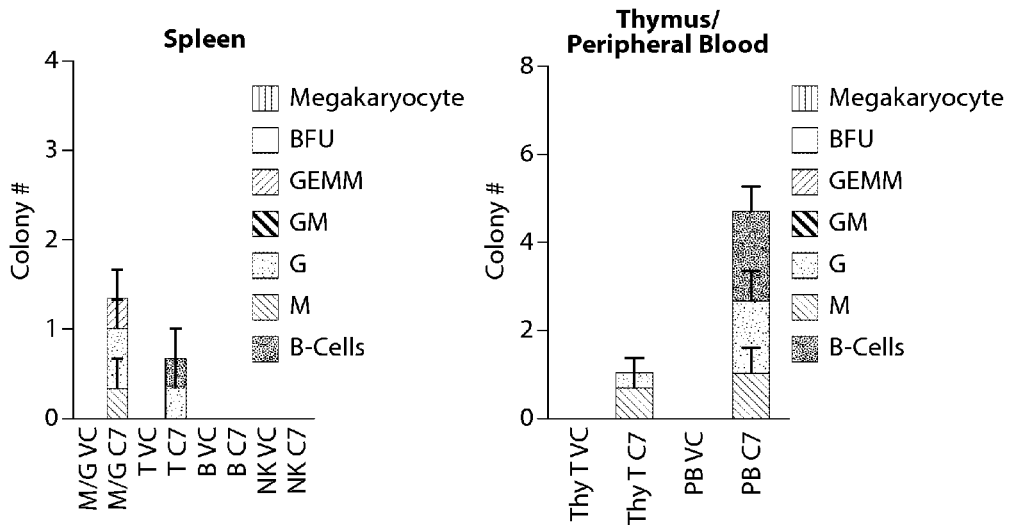 Spleen
4
3
2
1
0
Colony #
Megakaryocyte
BFU
GEMM
GM
G
M
B-Cells
M/G VC
M/G C7
T VC
T C7
B VC
B C7
NK VC
NK C7
Thymus/
Peripheral Blood
8
6
4
2
0
Colony #
Megakaryocyte
BFU
GEMM
GM
G
M
B-Cells
Thy T VC
Thy T C7
PB VC
PB C7